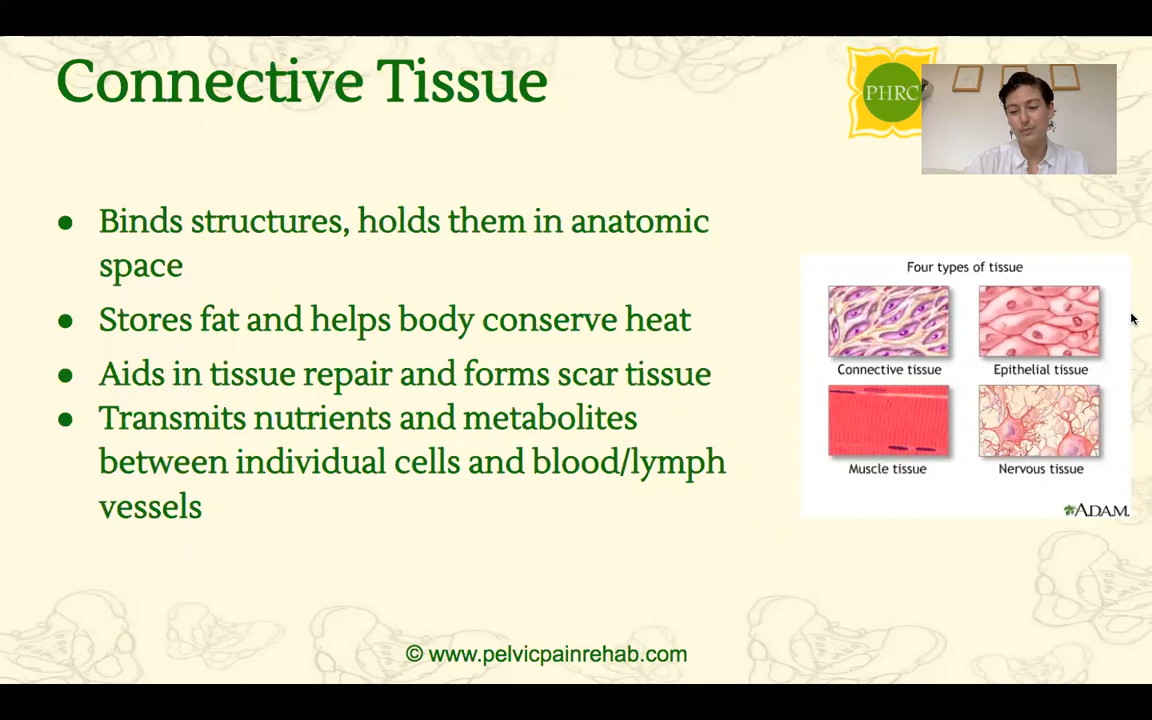 Connective Tissue
PHRC
● Binds structures, holds them in anatomic
space
● Stores fat and helps body conserve heat
● Aids in tissue repair and forms scar tissue
● Transmits nutrients and metabolites
between individual cells and blood/lymph
vessels
Four types of tissue
Connective tissue
Epithelial tissue
Muscle tissue
Nervous tissue
ADAM.
© www.pelvicpainrehab.com